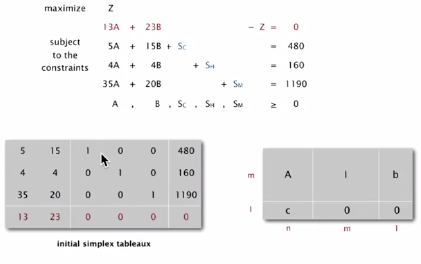 maximize Z
13A + 23B − Z = 0
subject to the constraints
5A + 15B + SC = 480
4A + 4B + SH = 160
35A + 20B + SM = 1190
A , B , SC , SH , SM ≥ 0
5 15 1 0 0 480
4 4 0 1 0 160
35 20 0 0 1 1190
13 23 0 0 0 0
initial simplex tableaux
m A I b
1 c 0 0
n m 1